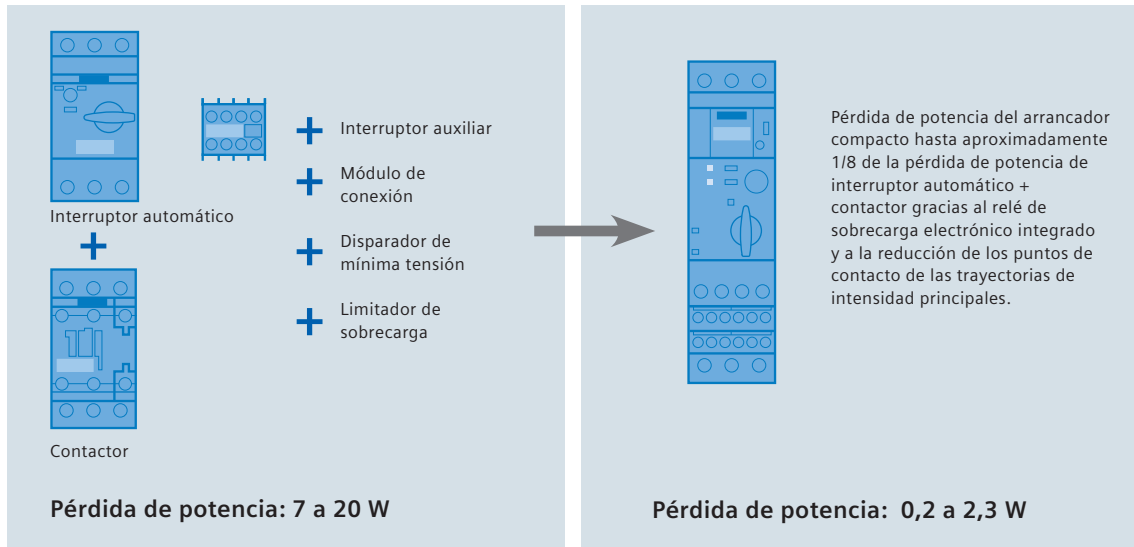 Interruptor automático
Contactor
Interruptor auxiliar
Módulo de
conexión
Disparador de
mínima tensión
Limitador de
sobrecarga
Pérdida de potencia: 7 a 20 W
Pérdida de potencia del arrancador
compacto hasta aproximadamente
1/8 de la pérdida de potencia de
interruptor automático +
contactor gracias al relé de
sobrecarga electrónico integrado
y a la reducción de los puntos de
contacto de las trayectorias de
intensidad principales.
Pérdida de potencia: 0,2 a 2,3 W